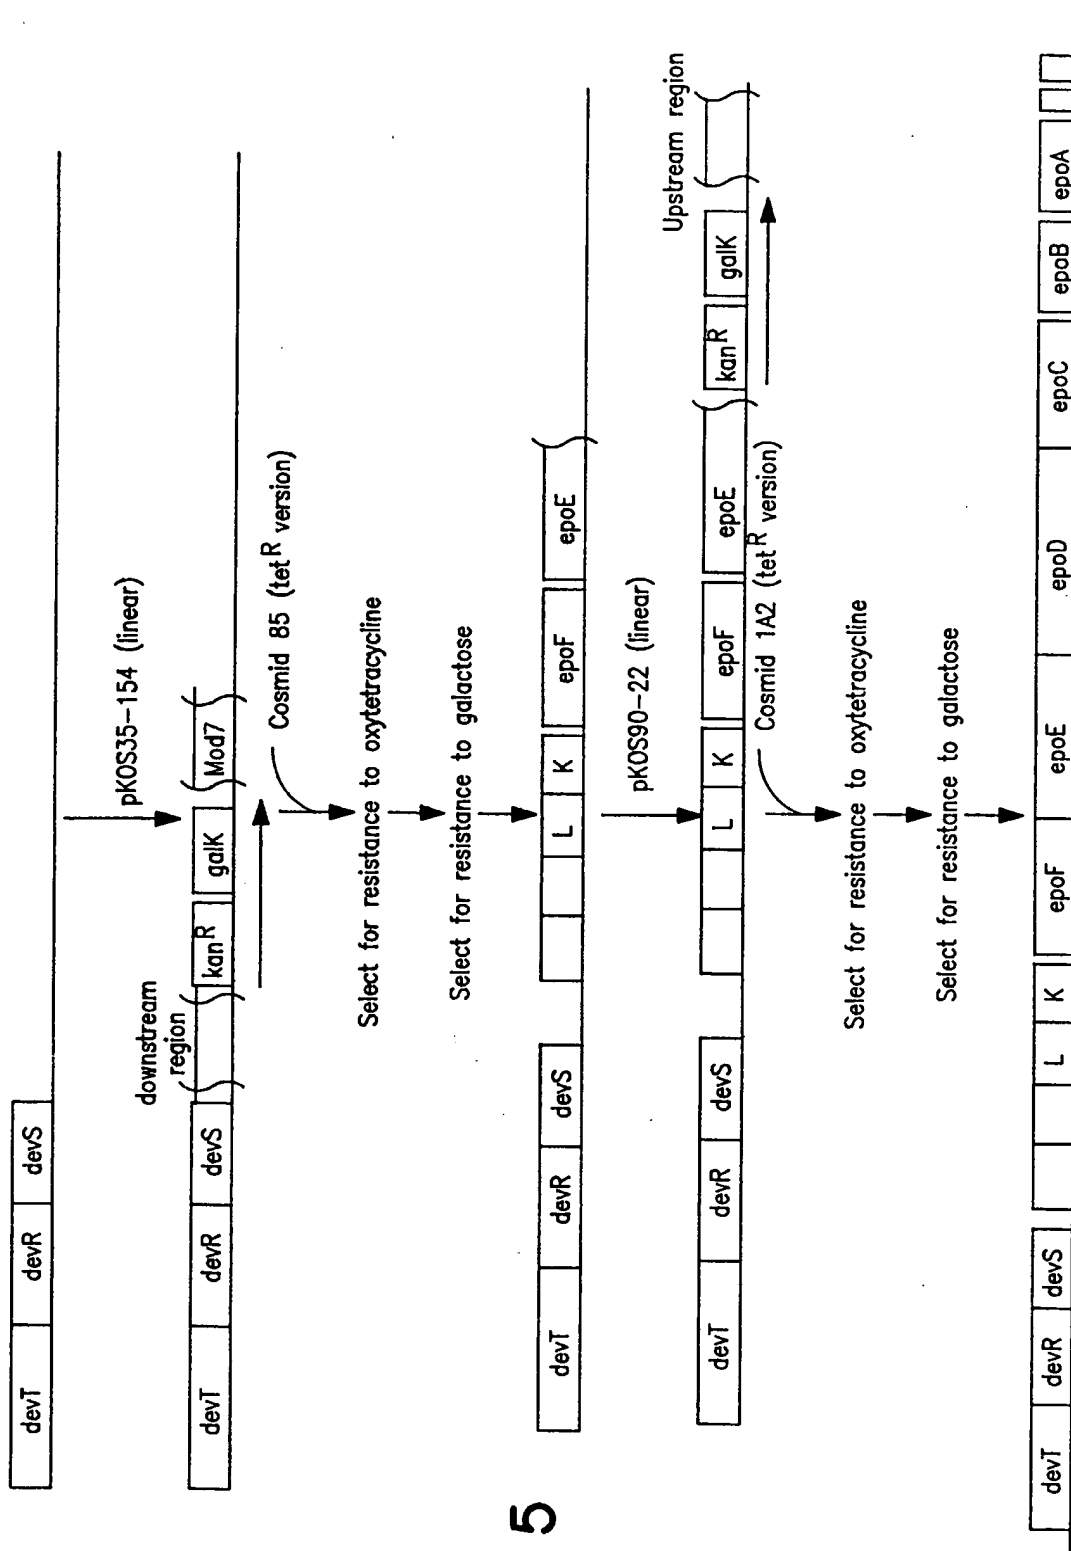 devT devR devS
pKOS35-154 (linear)
downstream
region
devT devR devS kanR galK Mod7
Cosmid 85 (tetR version)
Select for resistance to oxytetracycline
Select for resistance to galactose
devT devR devS L K epoF epoE
pKOS90-22 (linear)
Upstream region
devT devR devS L K epoF epoE kanR galK
Cosmid 1A2 (tetR version)
Select for resistance to oxytetracycline
Select for resistance to galactose
devT devR devS L K epoF epoE epoD epoC epoB epoA
5